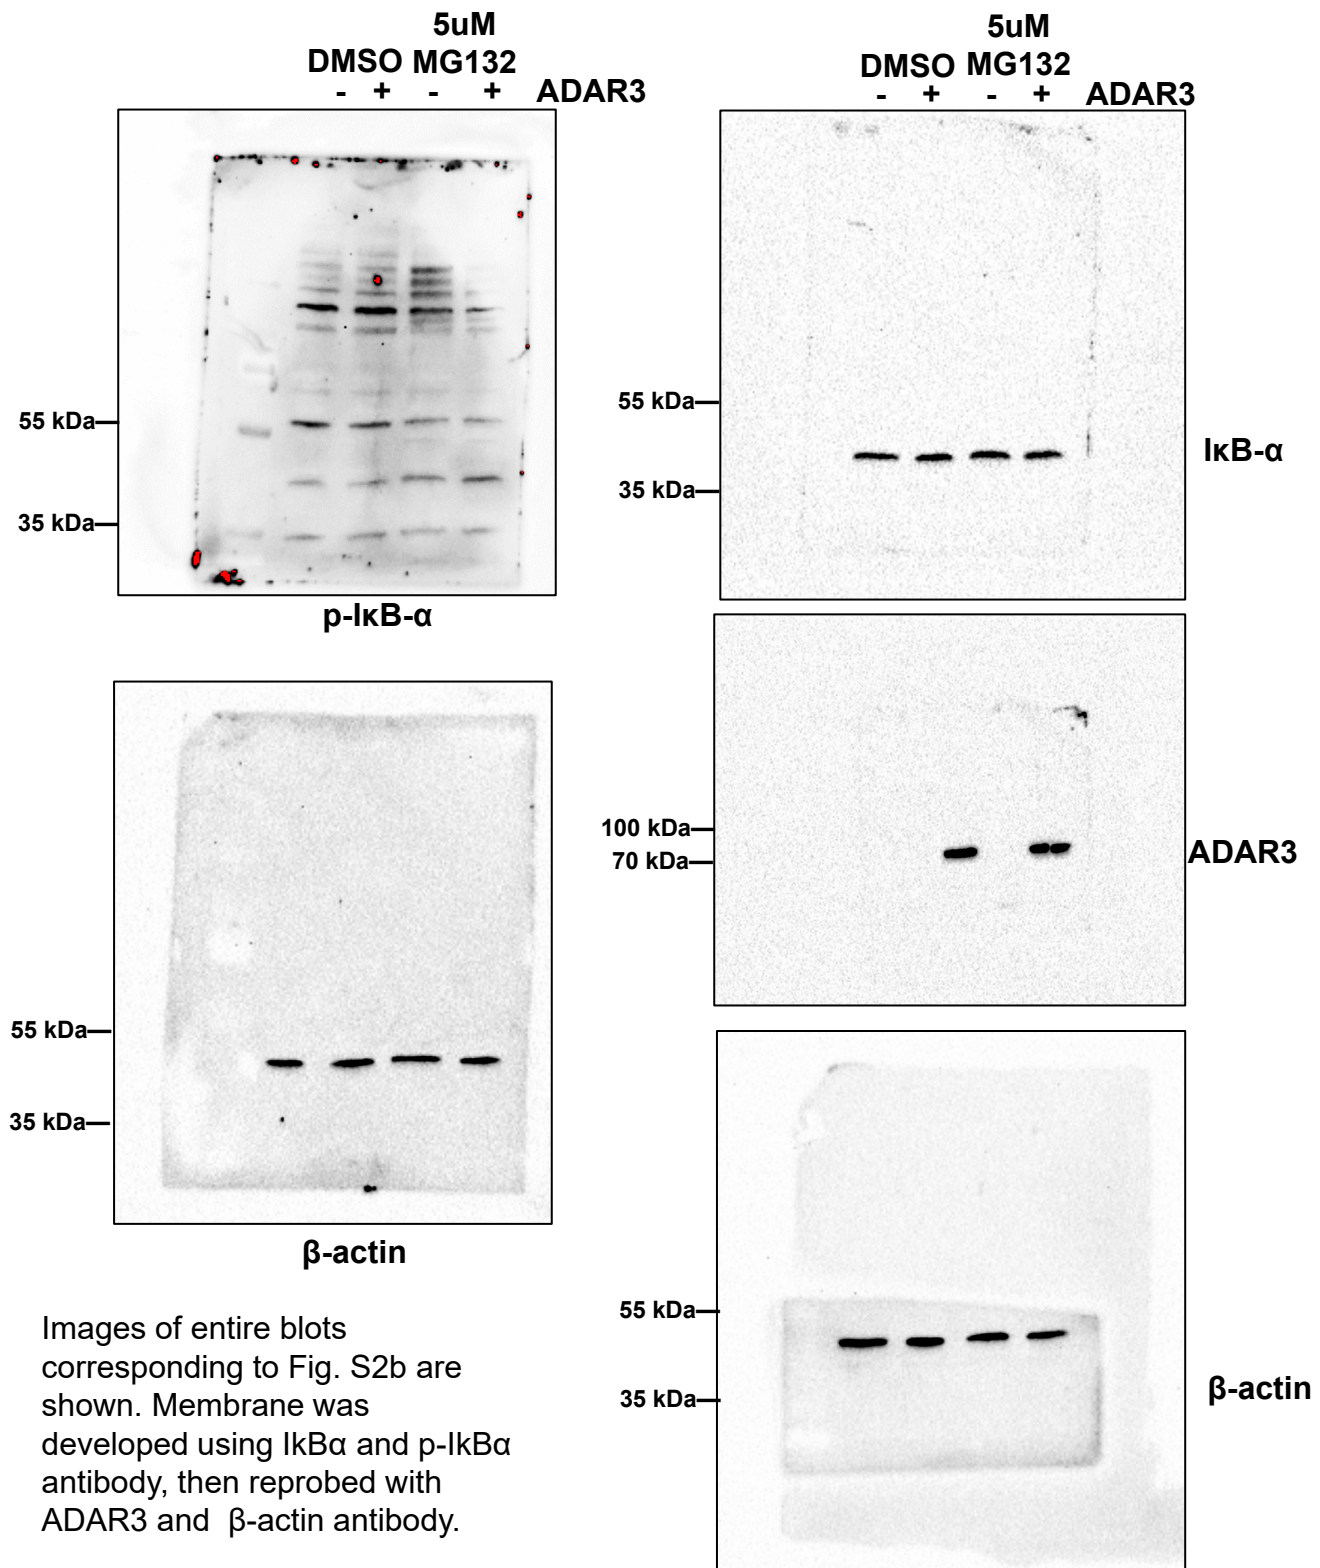 5uM
DMSO MG132
- + - + ADAR3
55 kDa
35 kDa
p-IκB-α
55 kDa
35 kDa
β-actin
Images of entire blots
corresponding to Fig. S2b are
shown. Membrane was
developed using IkBα and p-IkBα
antibody, then reprobed with
ADAR3 and β-actin antibody.
5uM
DMSO MG132
- + - + ADAR3
55 kDa
IκB-α
35 kDa
100 kDa
70 kDa
ADAR3
55 kDa
35 kDa
β-actin